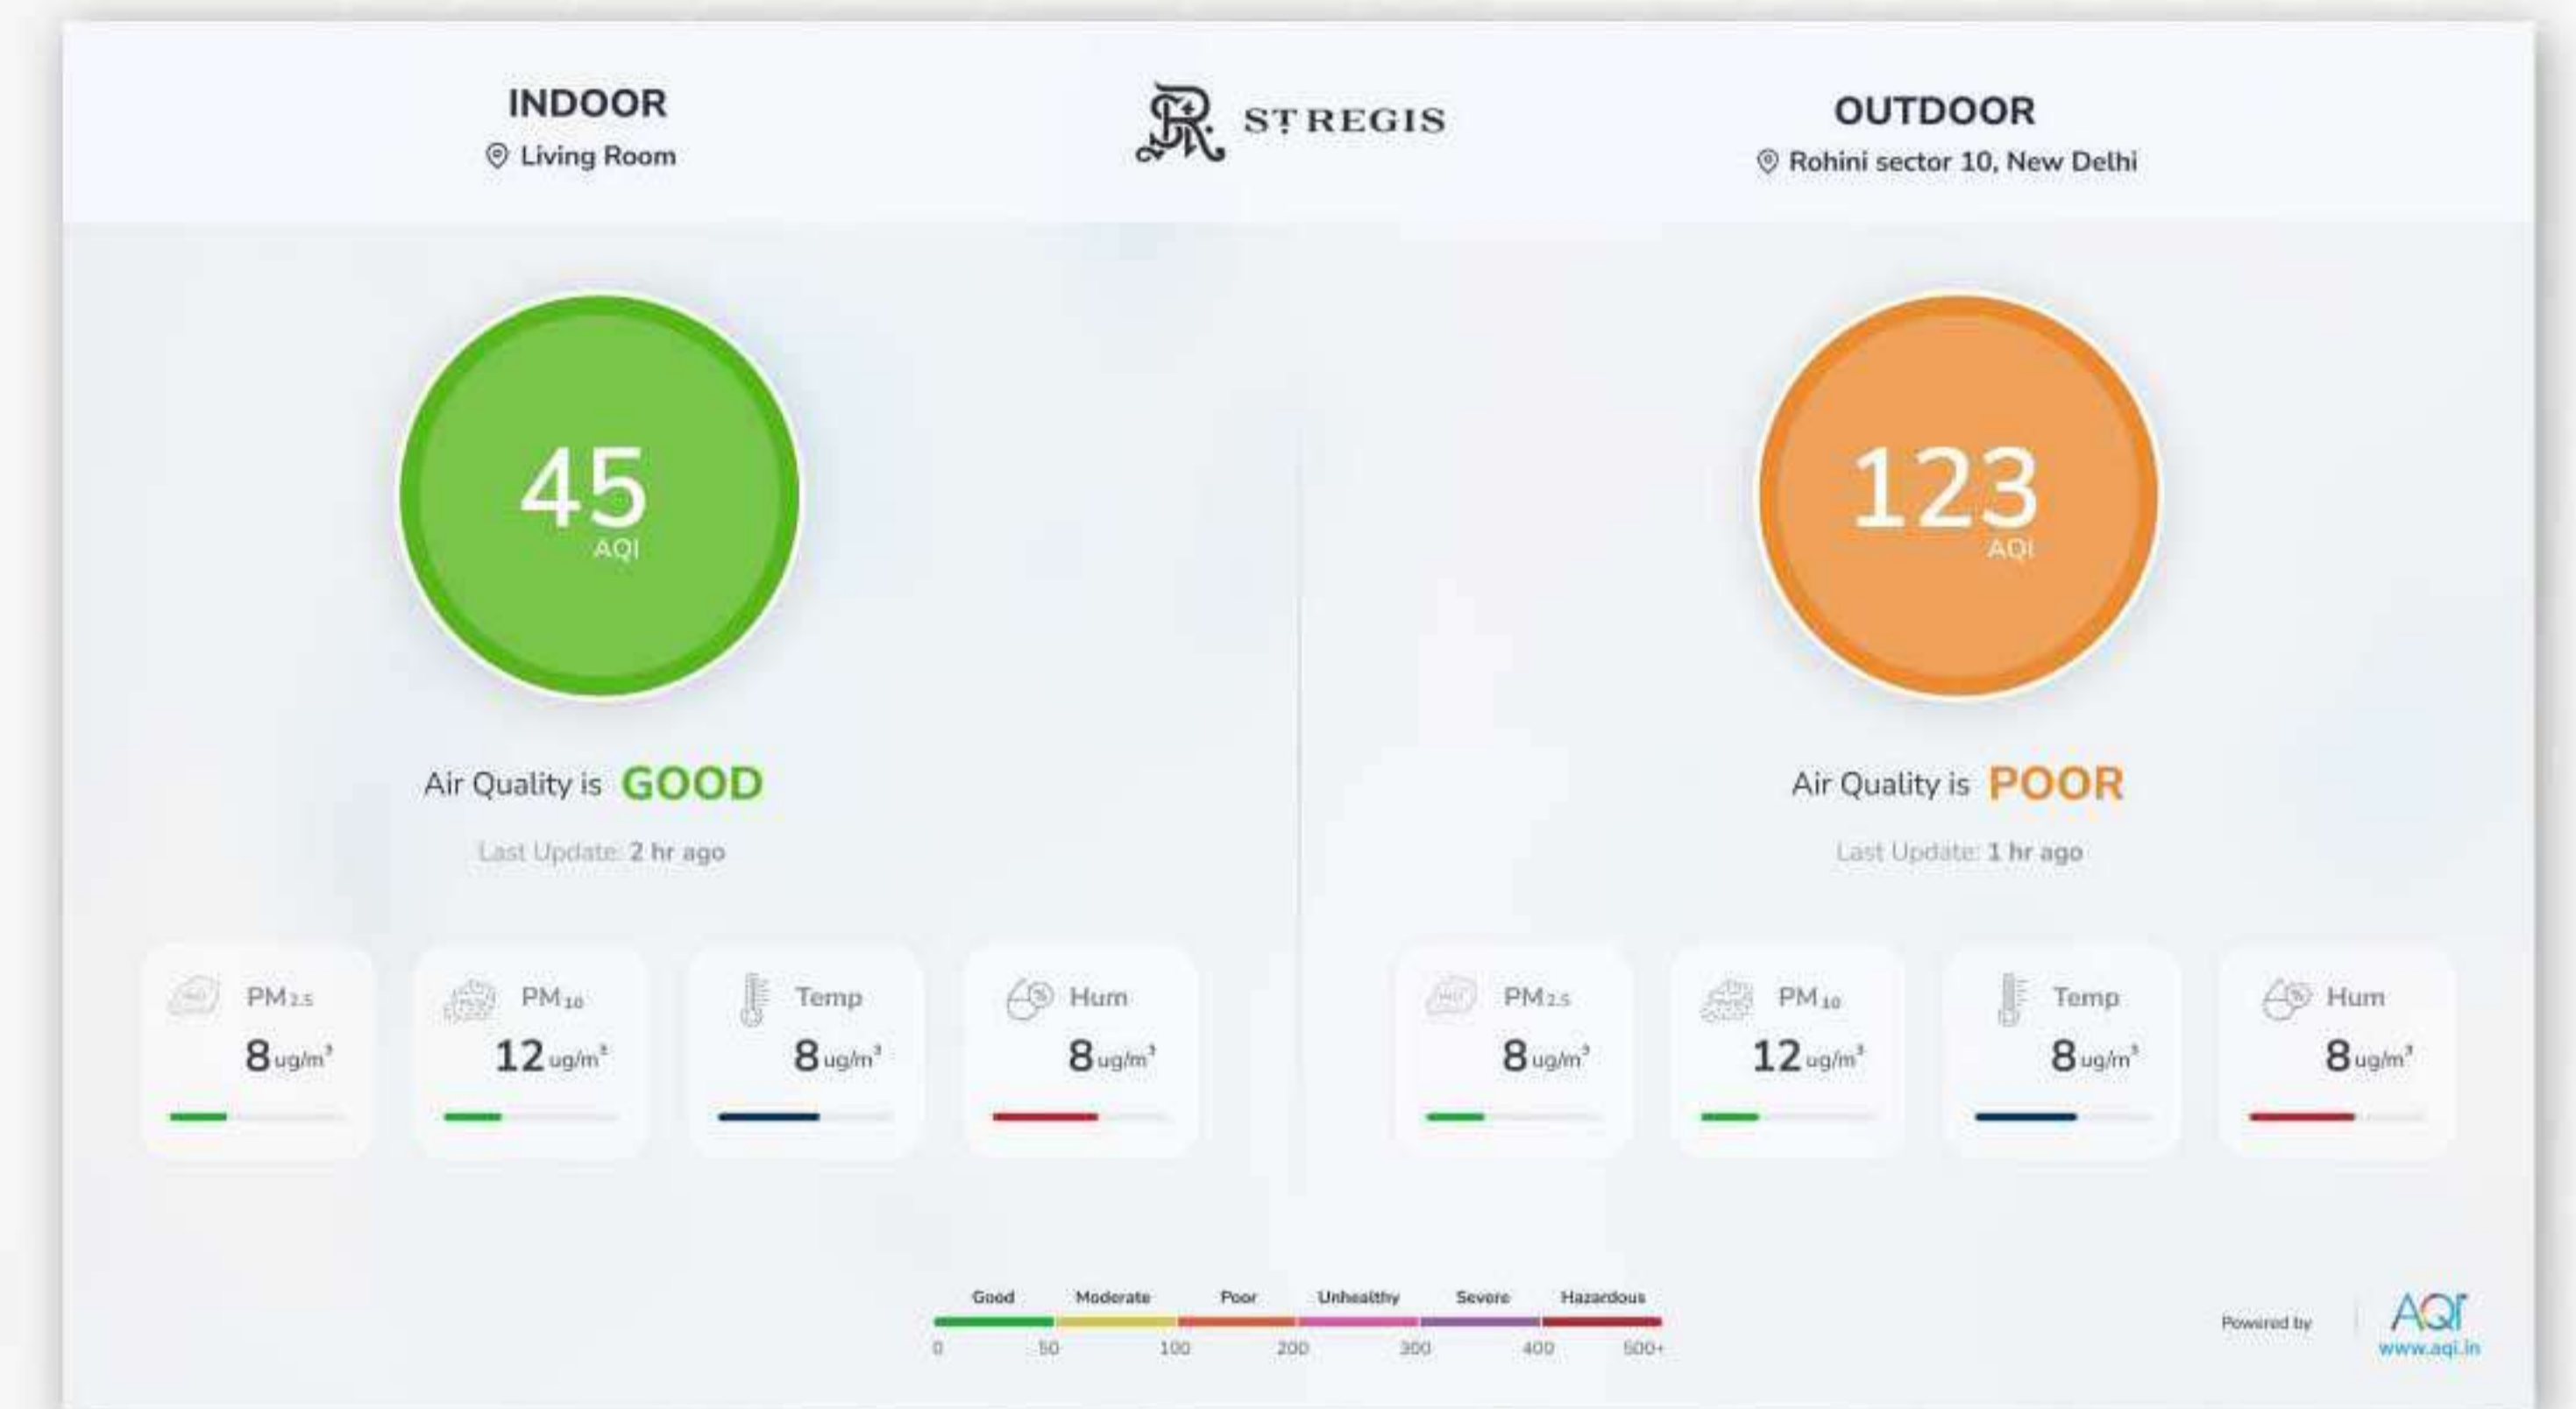 INDOOR
Living Room
ST REGIS
OUTDOOR
Rohini sector 10, New Delhi
45
AQI
Air Quality is GOOD
Last Update: 2 hr ago
PM2.5
8 ug/m³
PM10
12 ug/m³
Temp
8 ug/m³
Hum
8 ug/m³
123
AQI
Air Quality is POOR
Last Update: 1 hr ago
PM2.5
8 ug/m³
PM10
12 ug/m³
Temp
8 ug/m³
Hum
8 ug/m³
Good Moderate Poor Unhealthy Severe Hazardous
0 50 100 200 300 400 500+
Powered by
AQI
www.aqi.in